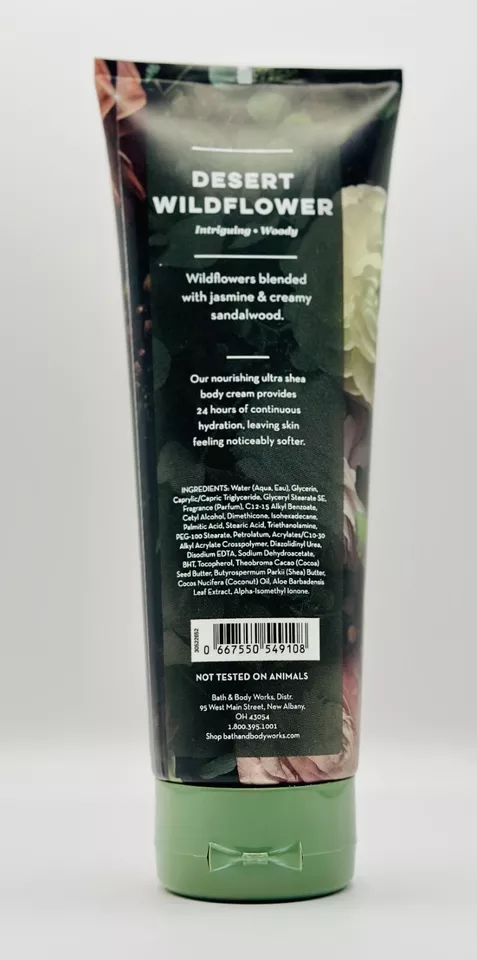 DESERT
WILDFLOWER
Intriguing • Woody
Wildflowers blended
with jasmine & creamy
sandalwood.
Our nourishing ultra shea
body cream provides
24 hours of continuous
hydration, leaving skin
feeling noticeably softer.
INGREDIENTS: Water (Aqua, Eau), Glycerin,
Caprylic/Capric Triglyceride, Glyceryl Stearate SE,
Fragrance (Parfum), C12-15 Alkyl Benzoate,
Cetyl Alcohol, Dimethicone, Isohexadecane,
Palmitic Acid, Stearic Acid, Triethanolamine,
PEG-100 Stearate, Petrolatum, Acrylates/C10-30
Alkyl Acrylate Crosspolymer, Diazolidinyl Urea,
Disodium EDTA, Sodium Dehydroacetate,
BHT, Tocopherol, Theobroma Cacao (Cocoa)
Seed Butter, Butyrospermum Parkii (Shea) Butter,
Cocos Nucifera (Coconut) Oil, Aloe Barbadensis
Leaf Extract, Alpha-Isomethyl Ionone.
0 667550 549108
NOT TESTED ON ANIMALS
Bath & Body Works, Distr.
95 West Main Street, New Albany,
OH 43054
1.800.395.1001
Shop bathandbodyworks.com